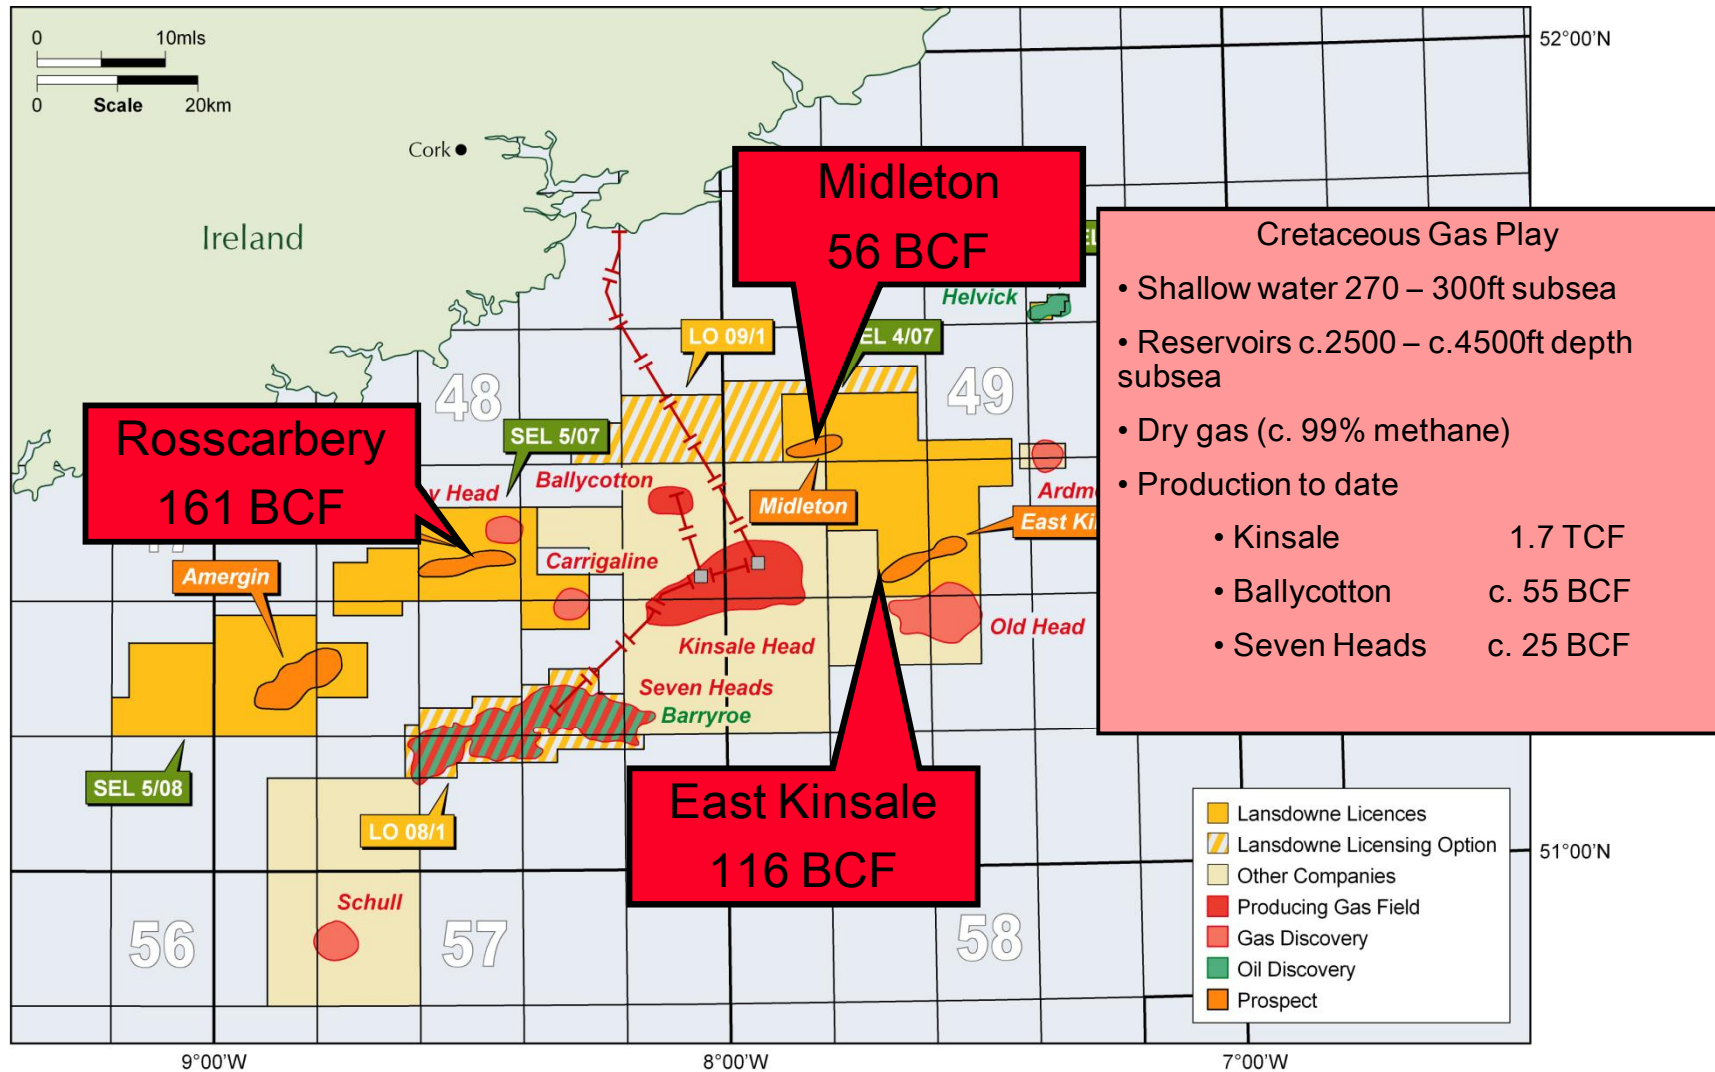 0 10mls
0 Scale 20km
52°00'N
Cork
Ireland
Midleton
56 BCF
Cretaceous Gas Play
• Shallow water 270 – 300ft subsea
• Reservoirs c.2500 – c.4500ft depth
subsea
• Dry gas (c. 99% methane)
• Production to date
• Kinsale 1.7 TCF
• Ballycotton c. 55 BCF
• Seven Heads c. 25 BCF
Helvick
LO 09/1
EL 4/07
48
49
Rosscarbery
161 BCF
SEL 5/07
y Head
Ballycotton
Midleton
Ardm
East Ki
Carrigaline
Amergin
Old Head
Kinsale Head
Seven Heads
Barryroe
SEL 5/08
LO 08/1
East Kinsale
116 BCF
Schull
56
57
58
Lansdowne Licences
Lansdowne Licensing Option
Other Companies
Producing Gas Field
Gas Discovery
Oil Discovery
Prospect
51°00'N
9°00'W
8°00'W
7°00'W